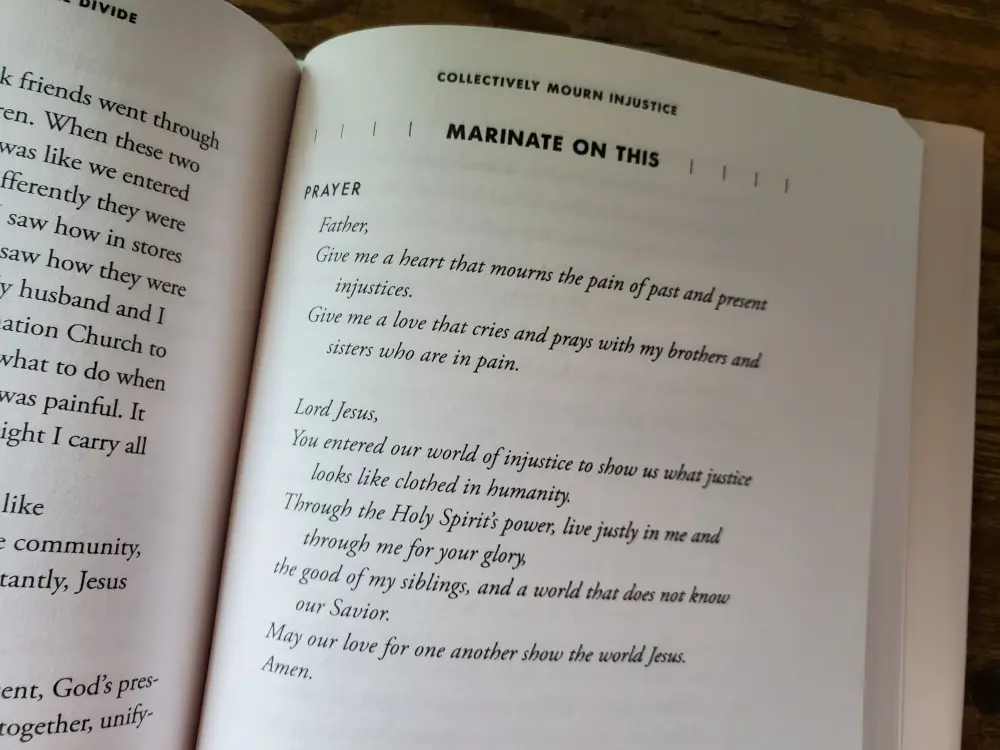 DIVIDE
friends went through
When these two
was like we entered
they were
saw how in stores
saw how they were
husband and I
Church to
what to do when
was painful. It
I carry all
like
community,
Jesus
God's pres-
together, unify-
COLLECTIVELY MOURN INJUSTICE
MARINATE ON THIS
PRAYER
Father,
Give me a heart that mourns the pain of past and present
injustices.
Give me a love that cries and prays with my brothers and
sisters who are in pain.
Lord Jesus,
You entered our world of injustice to show us what justice
looks like clothed in humanity.
Through the Holy Spirit's power, live justly in me and
through me for your glory,
the good of my siblings, and a world that does not know
our Savior.
May our love for one another show the world Jesus.
Amen.